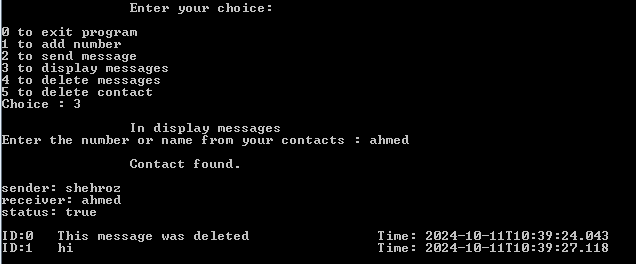 Enter your choice:
0 to exit program
1 to add number
2 to send message
3 to display messages
4 to delete messages
5 to delete contact
Choice : 3
In display messages
Enter the number or name from your contacts : ahmed
Contact found.
sender: shehroz
receiver: ahmed
status: true
ID:0 This message was deleted Time: 2024-10-11T10:39:24.043
ID:1 hi Time: 2024-10-11T10:39:27.118